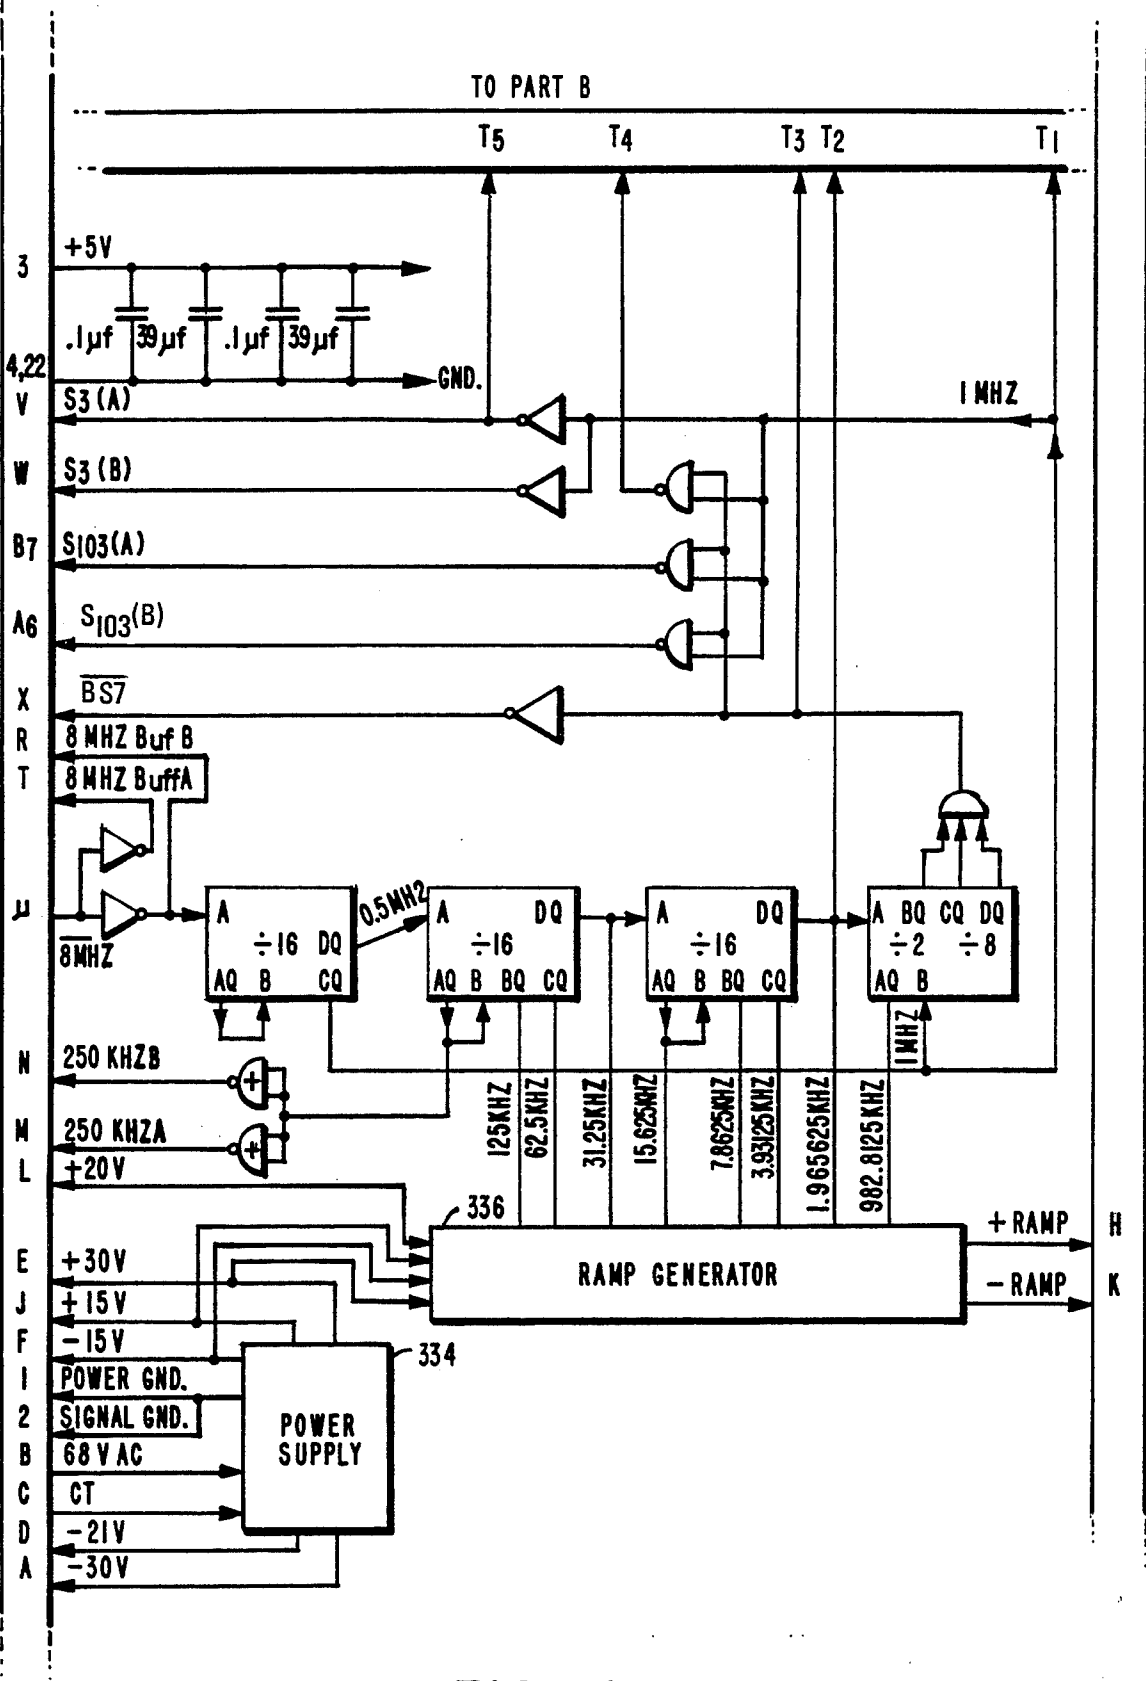 TO PART B
T5 T4 T3 T2 T1
3 +5V
.1µf 39µf .1µf 39µf
4,22 GND.
V S3(A) 1 MHZ
W S3(B)
B7 S103(A)
A6 S103(B)
X BS7
R 8 MHZ Buf B
T 8 MHZ BuffA
µ 8MHZ
A ÷16 DQ AQ B CQ
0.5MHZ
A DQ ÷16 AQ B BQ CQ
A DQ ÷16 AQ B BQ CQ
A BQ CQ DQ ÷2 ÷8 AQ B
1MHZ
N 250 KHZB
+
M 250 KHZA
+
125KHZ
62.5KHZ
31.25KHZ
15.625KHZ
7.8625KHZ
3.93125KHZ
1.965625KHZ
982.8125KHZ
L +20V
336
RAMP GENERATOR
+RAMP H
-RAMP K
E +30V
J +15V
F -15V
334
1 POWER GND.
2 SIGNAL GND.
POWER
SUPPLY
B 68VAC
C CT
D -21V
A -30V